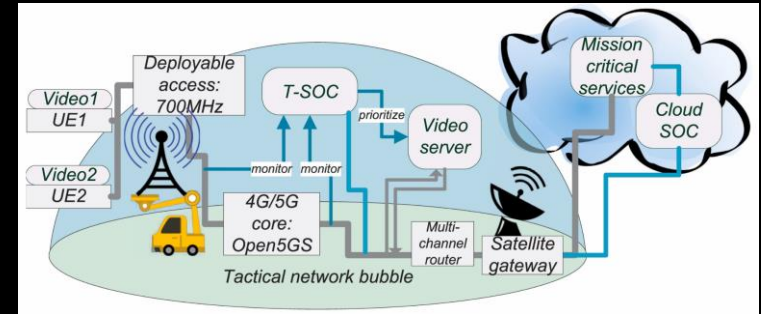 Deployable
access:
700MHz
Video1
UE1
Video2
UE2
T-SOC
prioritize
Video
server
monitor
monitor
4G/5G
core:
Open5GS
Multi-
channel
router
Satellite
gateway
Tactical network bubble
Mission
critical
services
Cloud
SOC